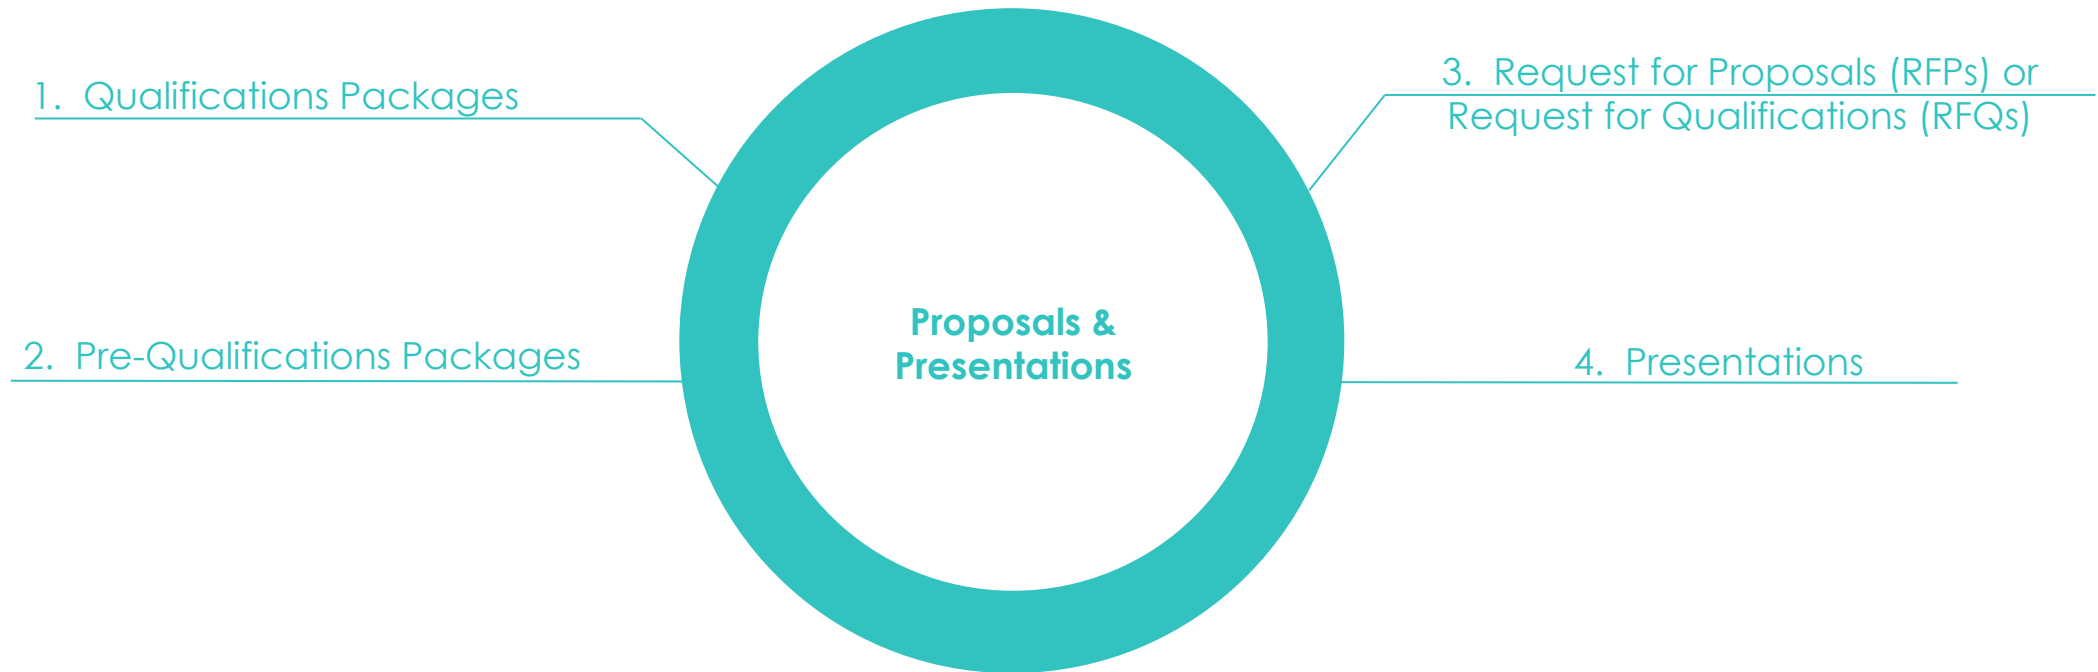 1. Qualifications Packages
2. Pre-Qualifications Packages
Proposals &
Presentations
3. Request for Proposals (RFPs) or
Request for Qualifications (RFQs)
4. Presentations